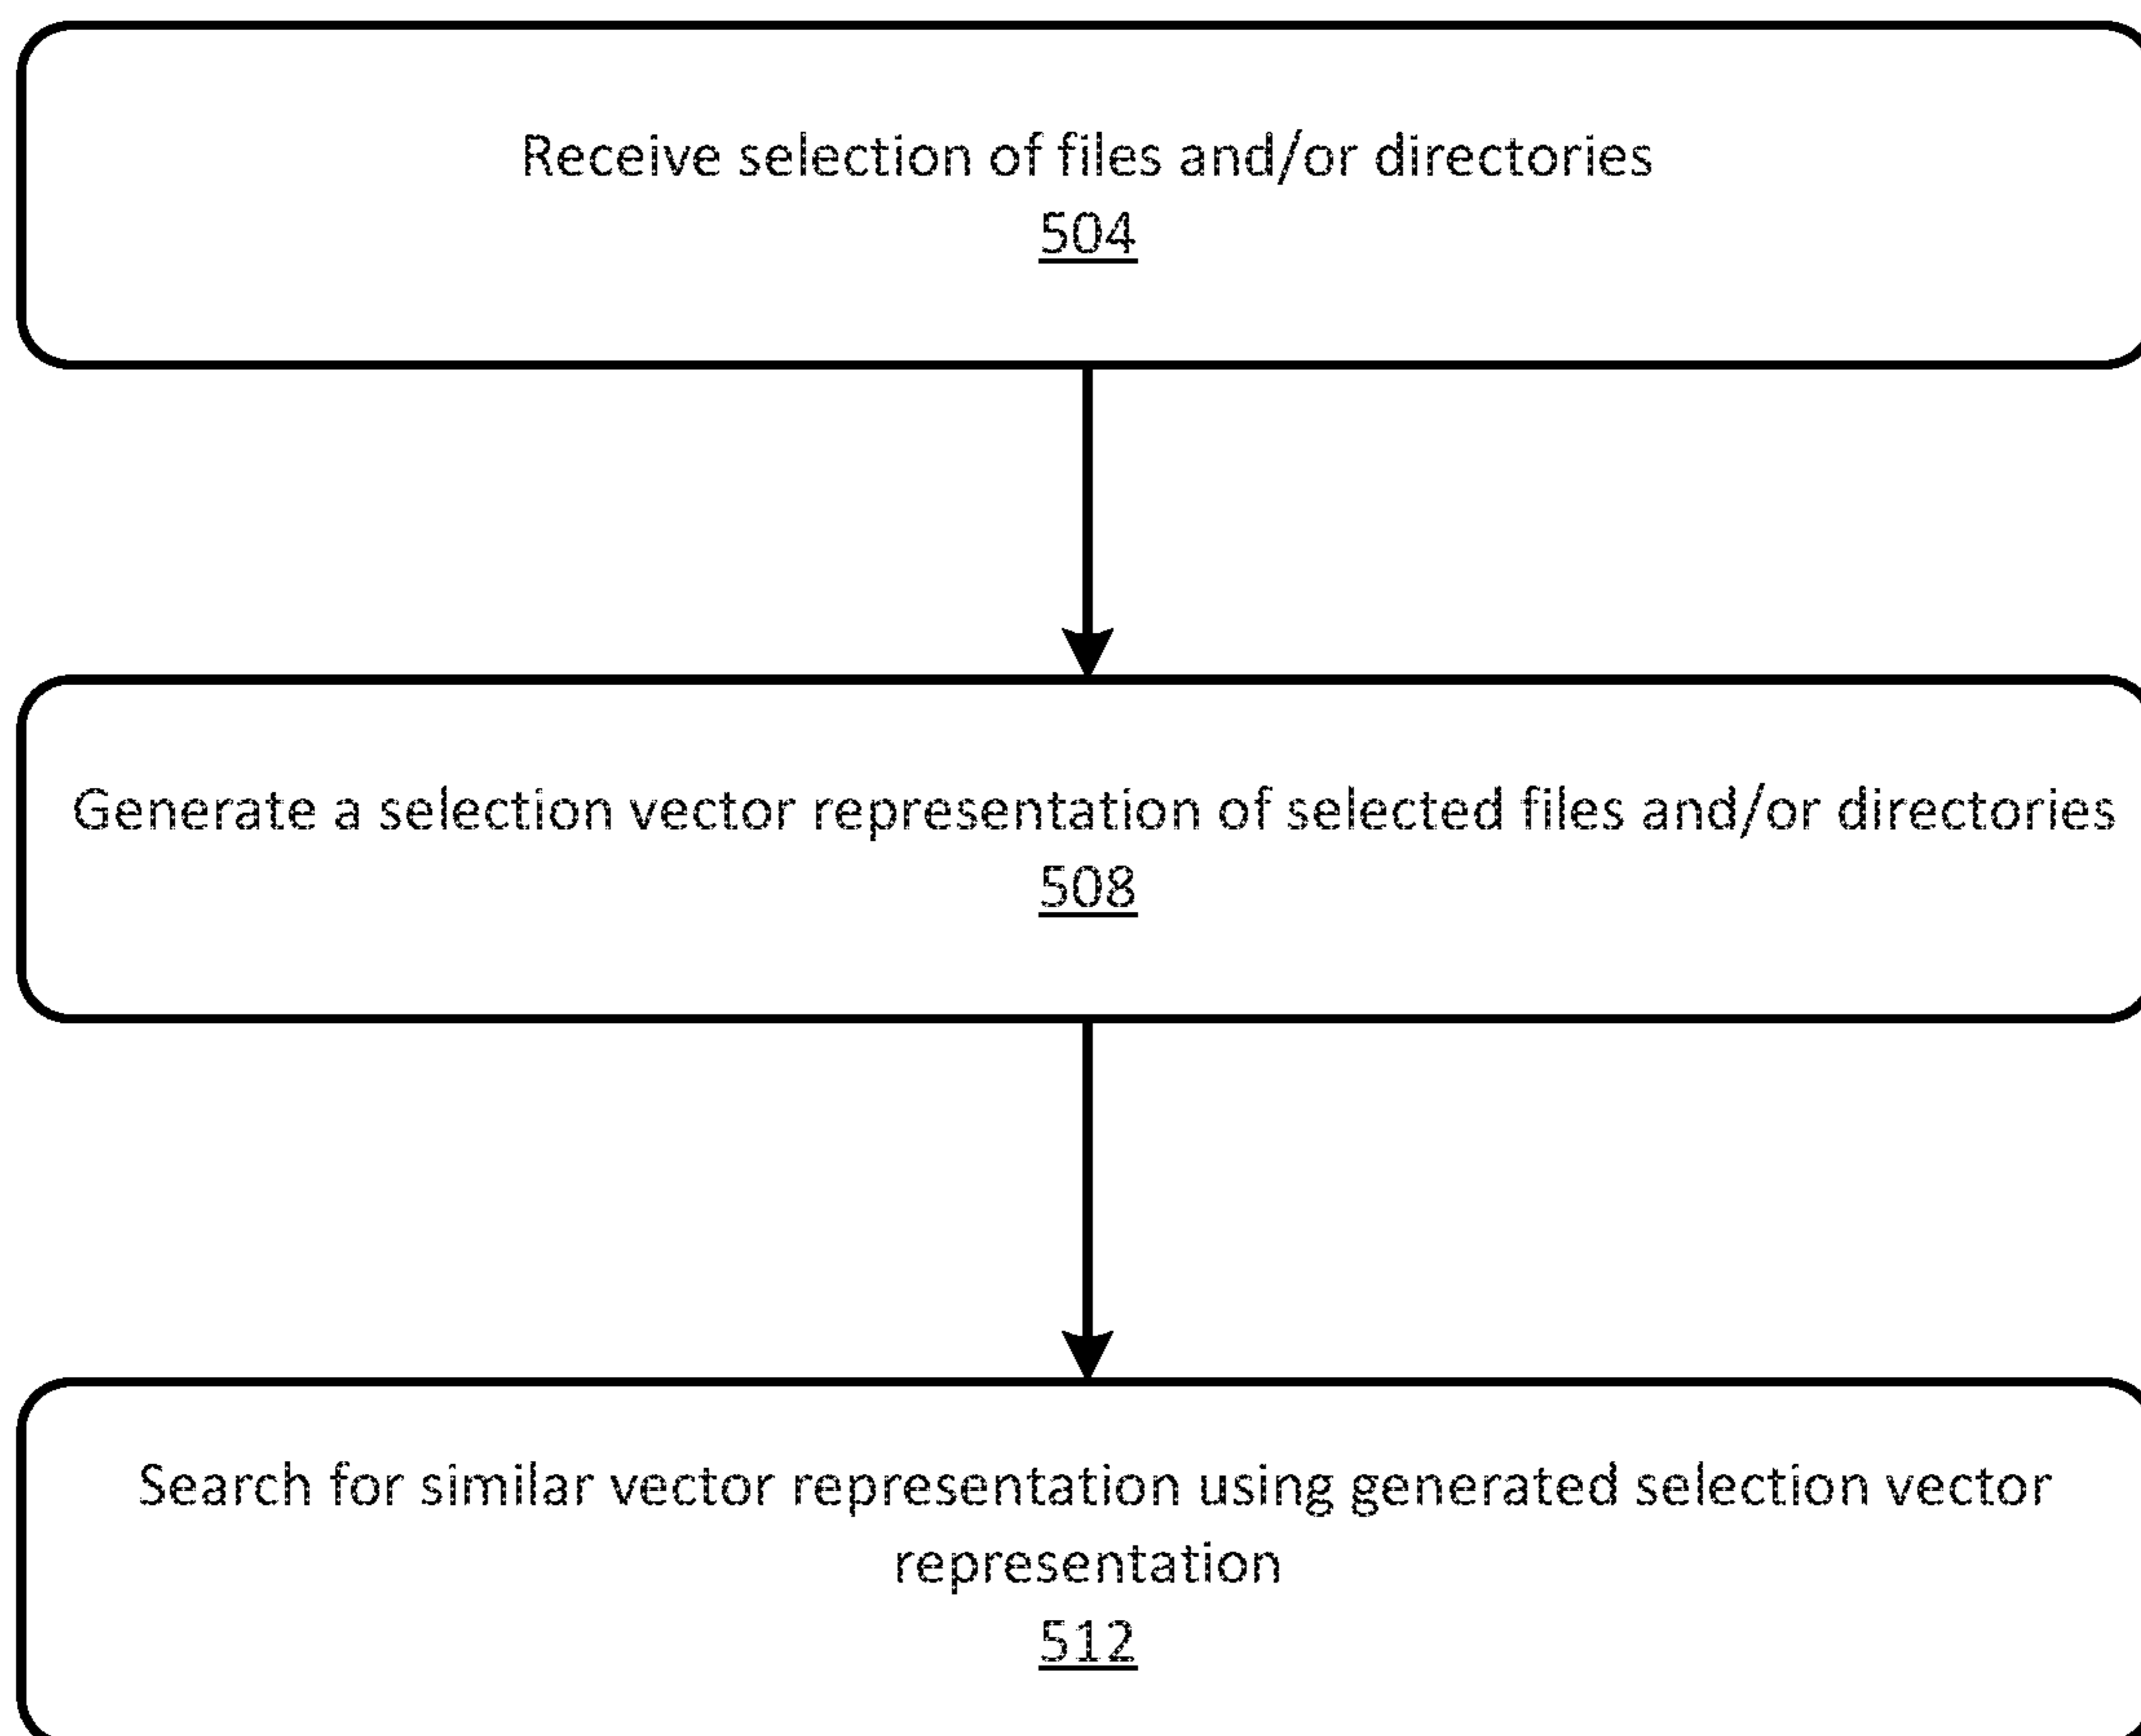 Receive selection of files and/or directories
504
Generate a selection vector representation of selected files and/or directories
508
Search for similar vector representation using generated selection vector
representation
512